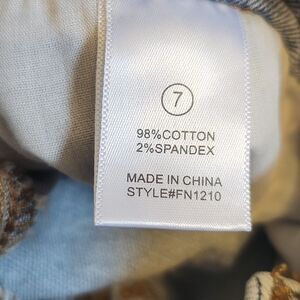 7
98%COTTON
2%SPANDEX
MADE IN CHINA
STYLE#FN1210